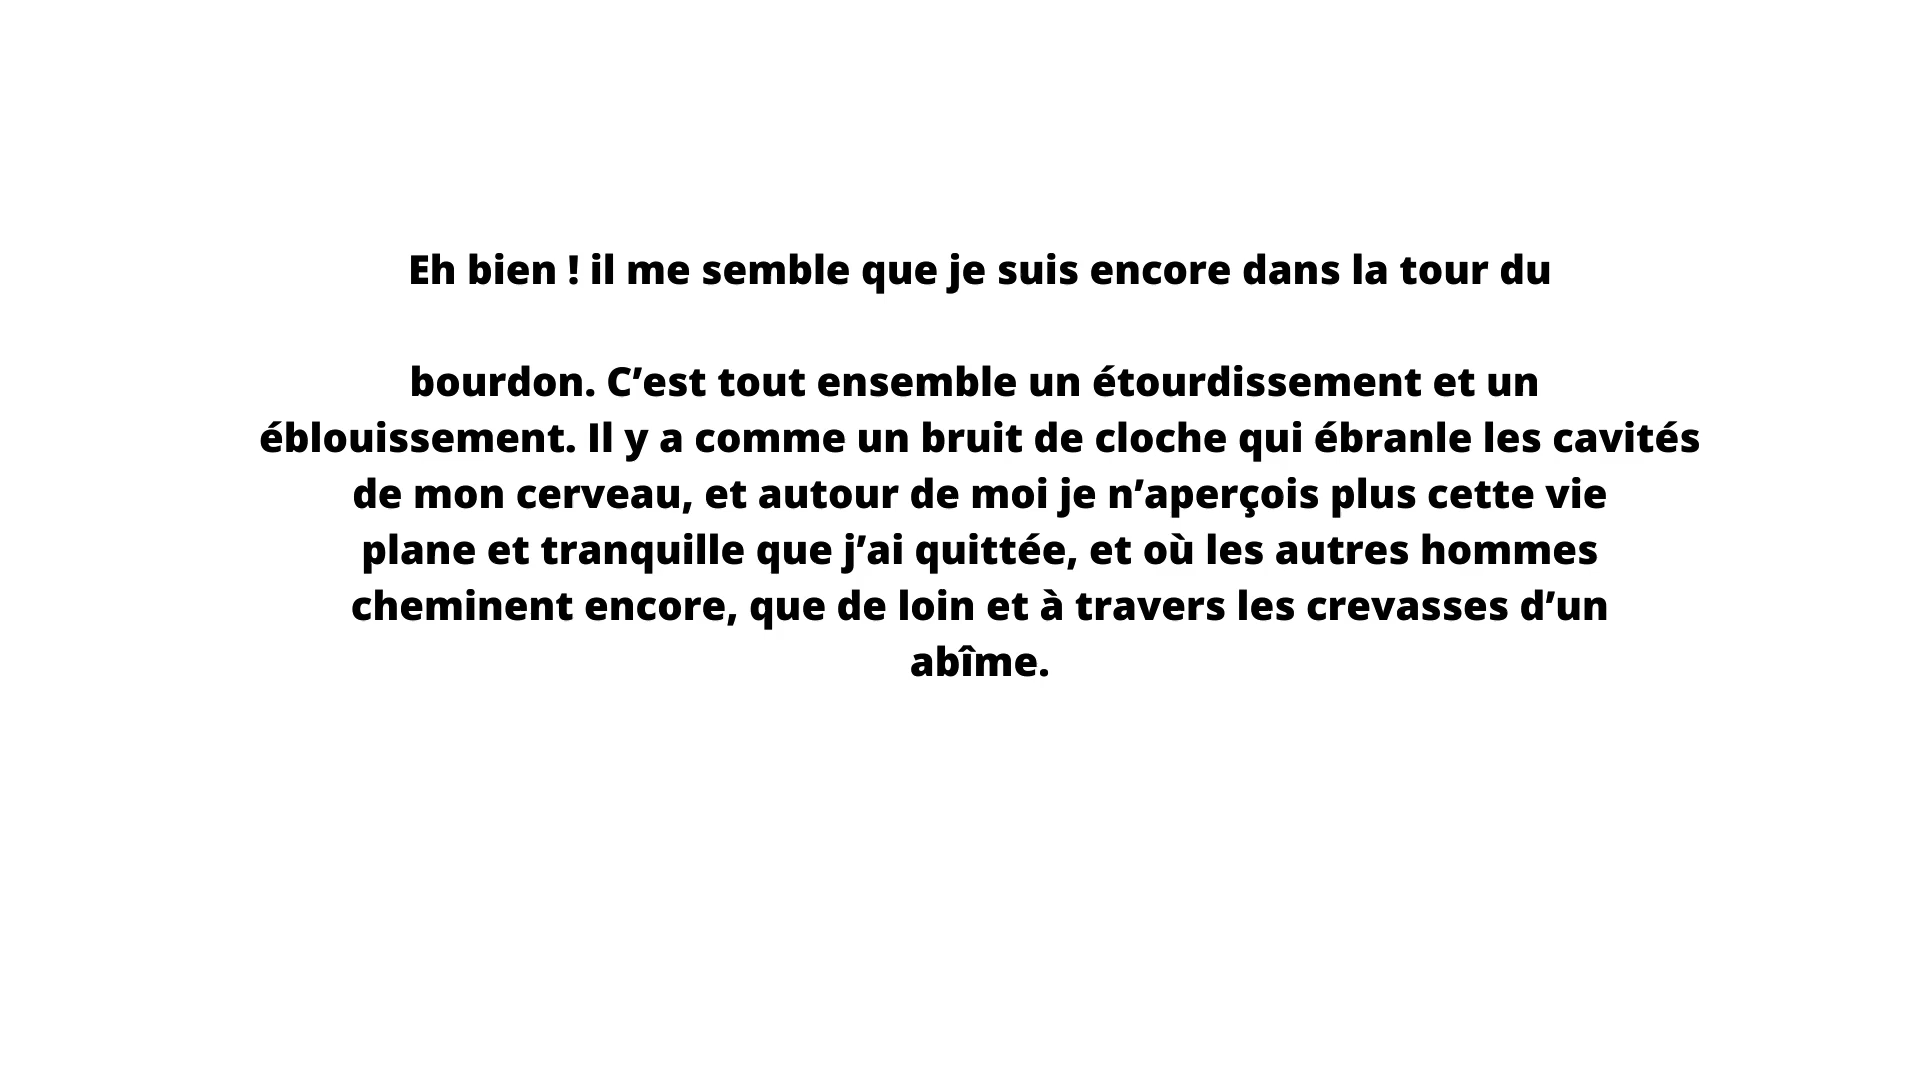 Eh bien ! il me semble que je suis encore dans la tour du
bourdon. C’est tout ensemble un étourdissement et un
éblouissement. Il y a comme un bruit de cloche qui ébranle les cavités
de mon cerveau, et autour de moi je n’aperçois plus cette vie
plane et tranquille que j’ai quittée, et où les autres hommes
cheminent encore, que de loin et à travers les crevasses d’un
abîme.